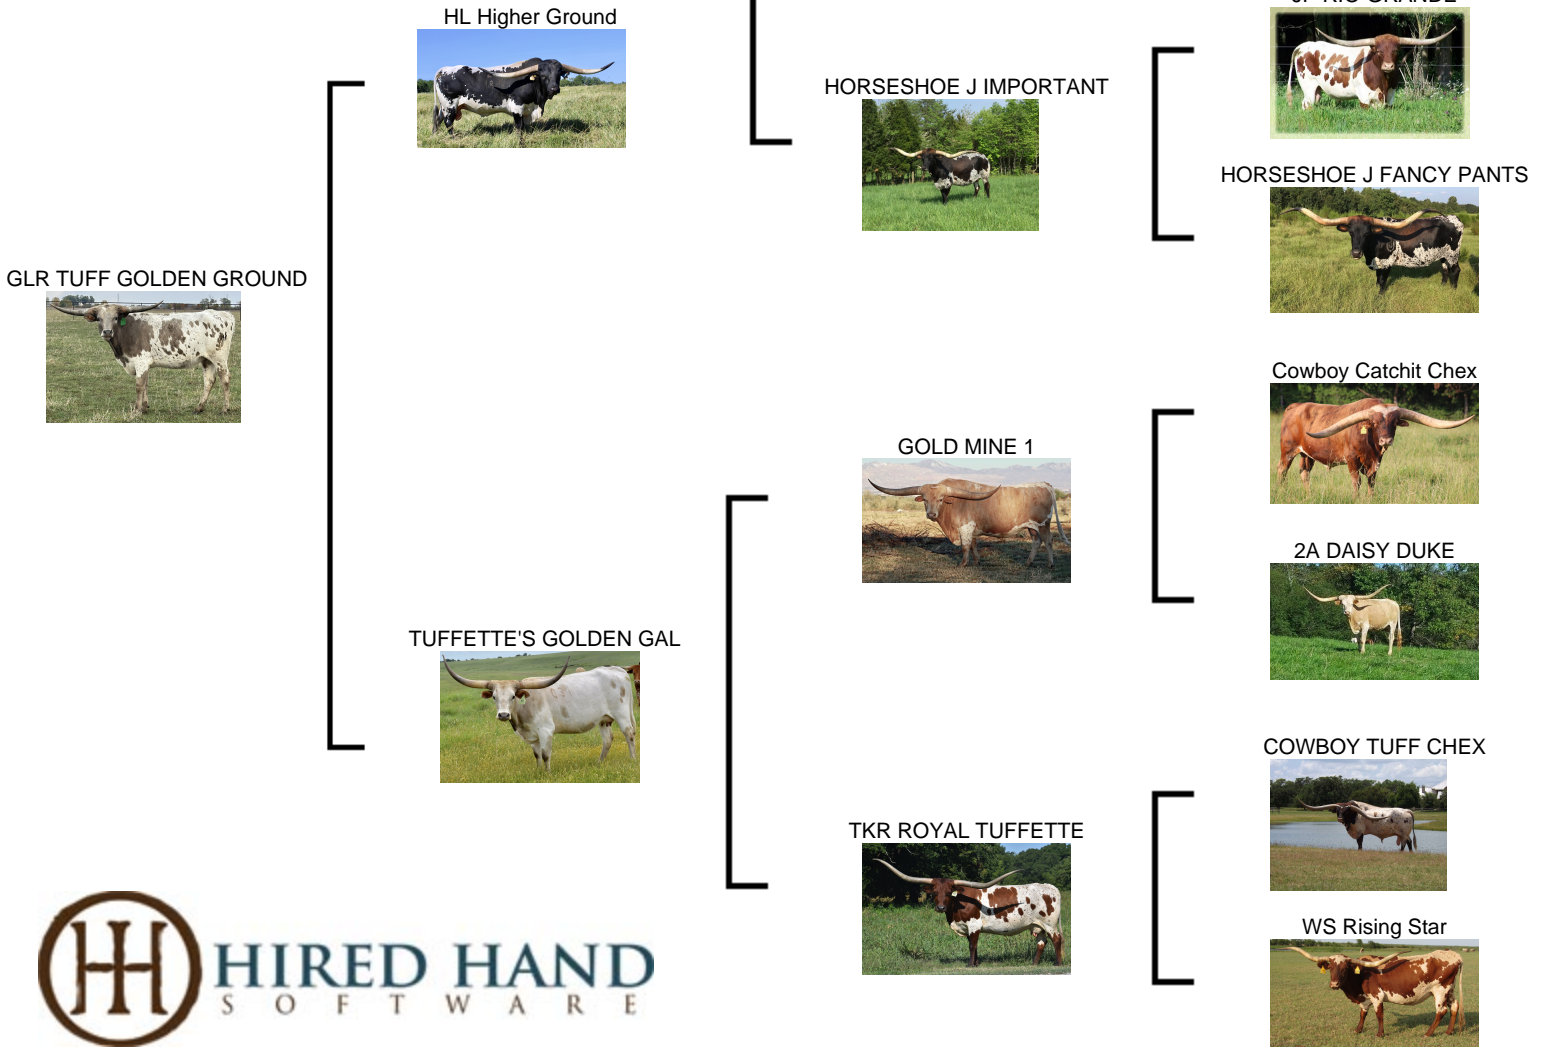 HL Higher Ground
HORSESHOE J IMPORTANT
HORSESHOE J FANCY PANTS
GLR TUFF GOLDEN GROUND
Cowboy Catchit Chex
GOLD MINE 1
2A DAISY DUKE
TUFFETTE'S GOLDEN GAL
COWBOY TUFF CHEX
TKR ROYAL TUFFETTE
WS Rising Star
HIRED HAND
SOFTWARE